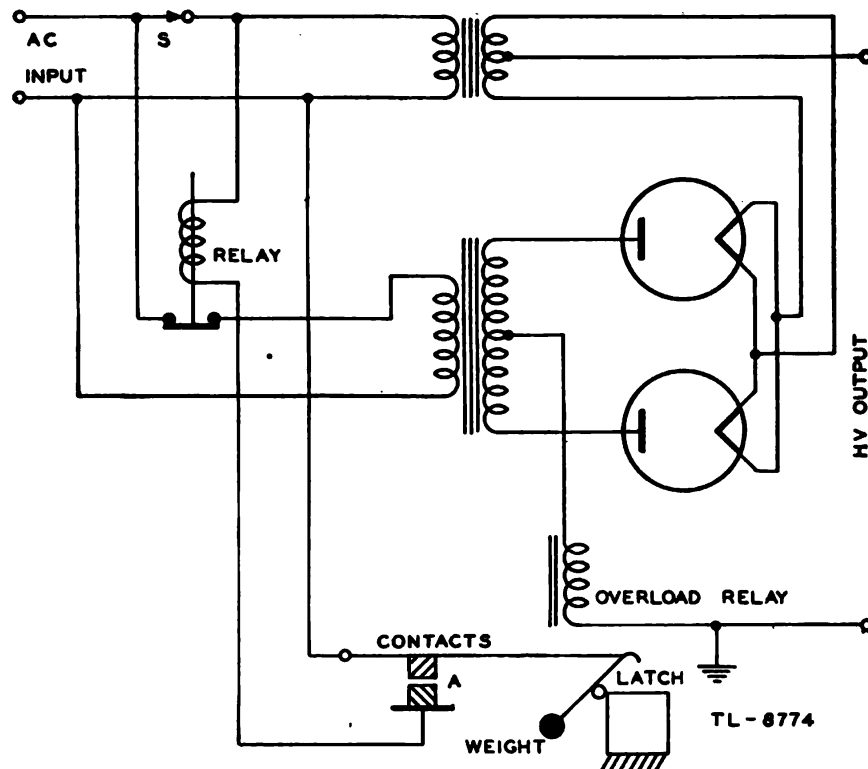 AC
S
INPUT
RELAY
HV OUTPUT
OVERLOAD RELAY
CONTACTS
A
LATCH
TL-8774
WEIGHT